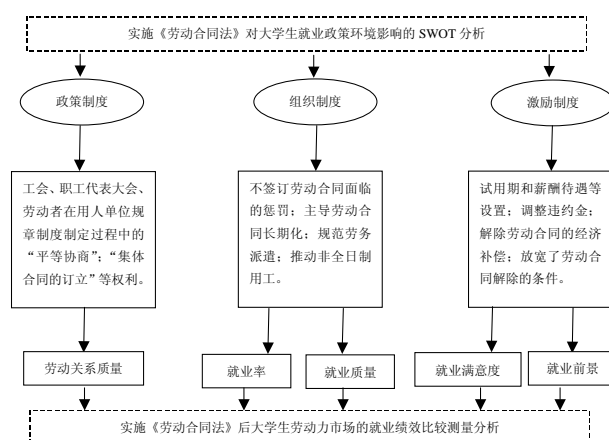 实施《劳动合同法》对大学生就业政策环境影响的 SWOT 分析
政策制度
组织制度
激励制度
工会、职工代表大会、
劳动者在用人单位规
章制度制定过程中的
“平等协商”；“集体
合同的订立”等权利。
不签订劳动合同面临
的惩罚；主导劳动合
同长期化；规范劳务
派遣；推动非全日制
用工。
试用期和薪酬待遇等
设置；调整违约金；
解除劳动合同的经济
补偿；放宽了劳动合
同解除的条件。
劳动关系质量
就业率
就业质量
就业满意度
就业前景
实施《劳动合同法》后大学生劳动力市场的就业绩效比较测量分析